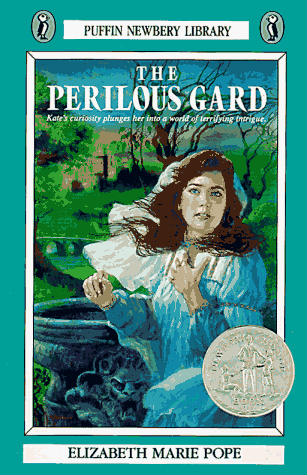 PUFFIN NEWBERY LIBRARY
THE
PERILOUS GARD
Kate's curiosity plunges her into a world of terrifying intrigue.
ELIZABETH MARIE POPE